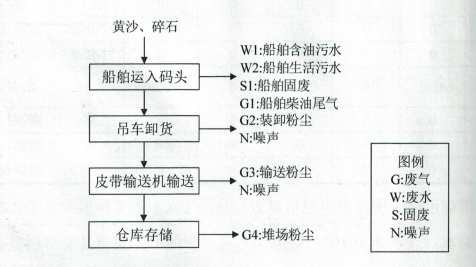 黄沙、碎石
船舶运入码头
W1:船舶含油污水
W2:船舶生活污水
S1:船舶固废
G1:船舶柴油尾气
吊车卸货
G2:装卸粉尘
N:噪声
皮带输送机输送
G3:输送粉尘
N:噪声
仓库存储
G4:堆场粉尘
图例
G:废气
W:废水
S:固废
N:噪声